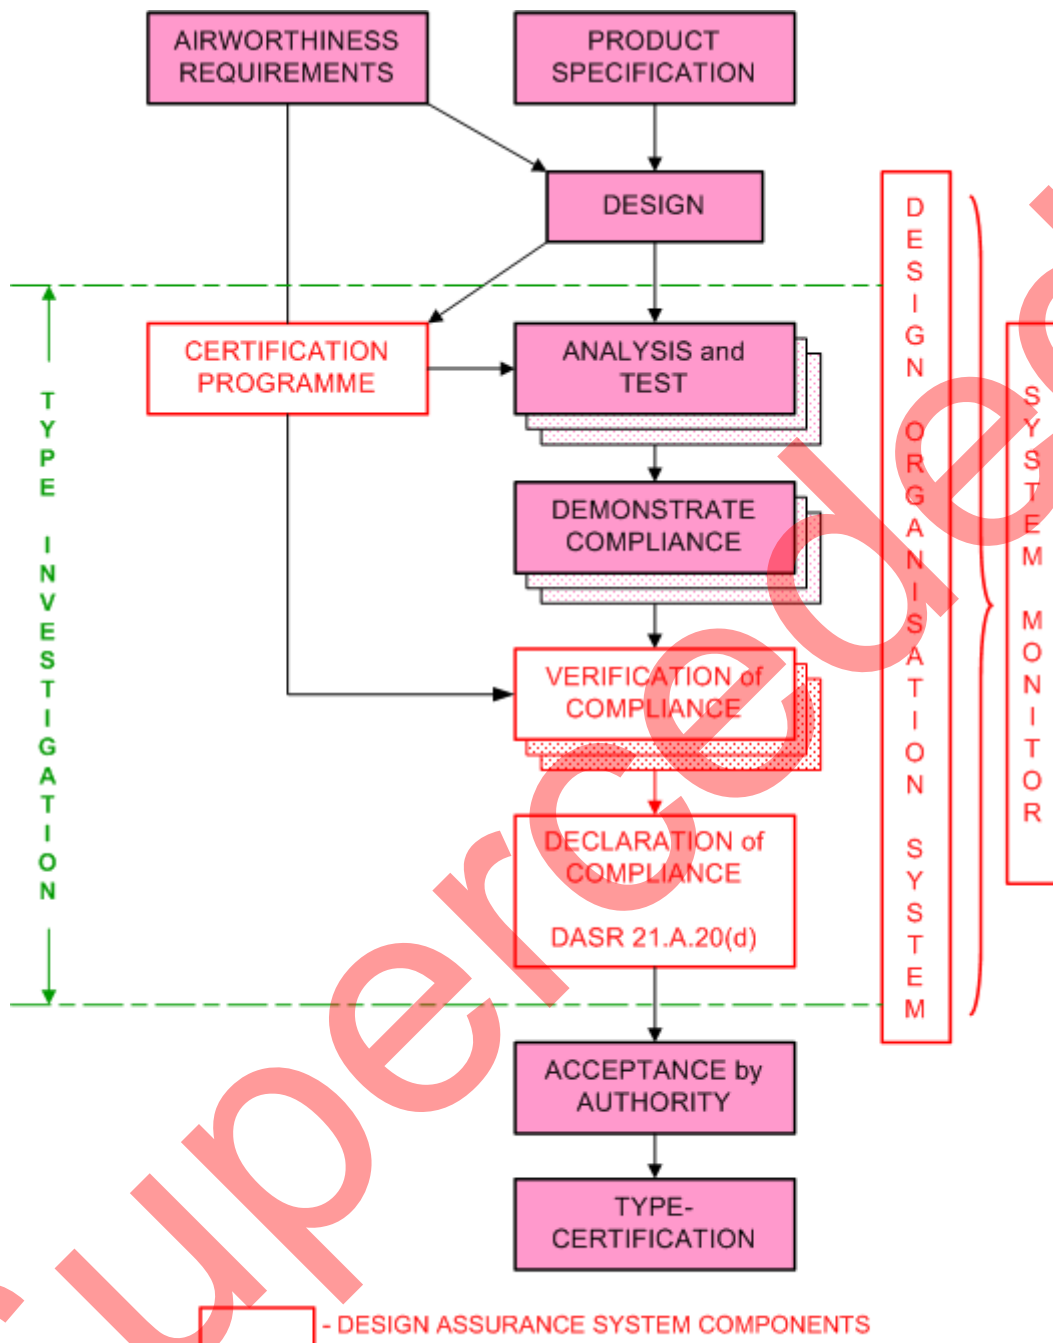 AIRWORTHINESS
REQUIREMENTS
PRODUCT
SPECIFICATION
DESIGN
CERTIFICATION
PROGRAMME
ANALYSIS and
TEST
DEMONSTRATE
COMPLIANCE
VERIFICATION of
COMPLIANCE
DECLARATION of
COMPLIANCE
DASR 21.A.20(d)
ACCEPTANCE by
AUTHORITY
TYPE-
CERTIFICATION
TYPE INVESTIGATION
DESIGN ORGANISATION SYSTEM
SYSTEM MONITOR
- DESIGN ASSURANCE SYSTEM COMPONENTS
Superceded